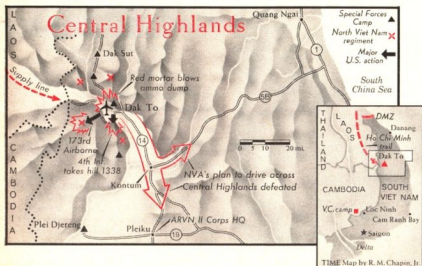 Central Highlands
LAOS
CAMBODIA
Supply line
Dak Sut
Red mortar blows
ammo dump
Dak To
173rd
Airborne,
4th Inf.
takes hill 1338
14
Kontum
NVA's plan to drive across
Central Highlands defeated
ARVN II Corps HQ
Plei Djereng
Pleiku
19
Quang Ngai
1
5B
0 10 20 mi.
Special Forces
Camp
North Viet Nam
regiment
Major
U.S. action
South
China Sea
THAILAND
LAOS
DMZ
Danang
Ho Chi Minh
trail
Dak To
CAMBODIA
SOUTH
VIET NAM
V.C. camp
Loc Ninh
Cam Ranh Bay
Saigon
Delta
TIME Map by R. M. Chapin, Jr.